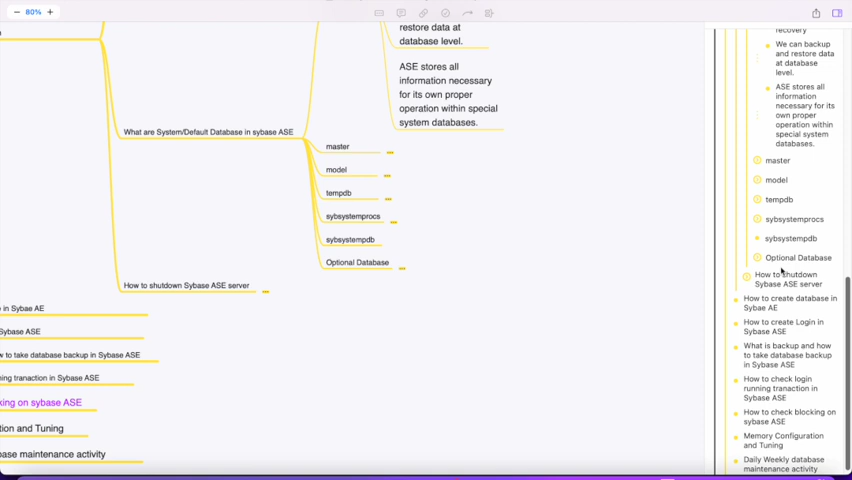 80%
restore data at
database level.
ASE stores all
information necessary
for its own proper
operation within special
system databases.
What are System/Default Database in sybase ASE
master
model
tempdb
sybsystemprocs
sybsystempdb
Optional Database
How to shutdown Sybase ASE server
e in Sybae AE
Sybase ASE
w to take database backup in Sybase ASE
ning tranaction in Sybase ASE
king on sybase ASE
tion and Tuning
base maintenance activity
recovery
We can backup
and restore data
at database
level.
ASE stores all
information
necessary for its
own proper
operation within
special system
databases.
master
model
tempdb
sybsystemprocs
sybsystempdb
Optional Database
How to shutdown
Sybase ASE server
How to create database in
Sybae AE
How to create Login in
Sybase ASE
What is backup and how
to take database backup
in Sybase ASE
How to check login
running tranaction in
Sybase ASE
How to check blocking on
sybase ASE
Memory Configuration
and Tuning
Daily Weekly database
maintenance activity